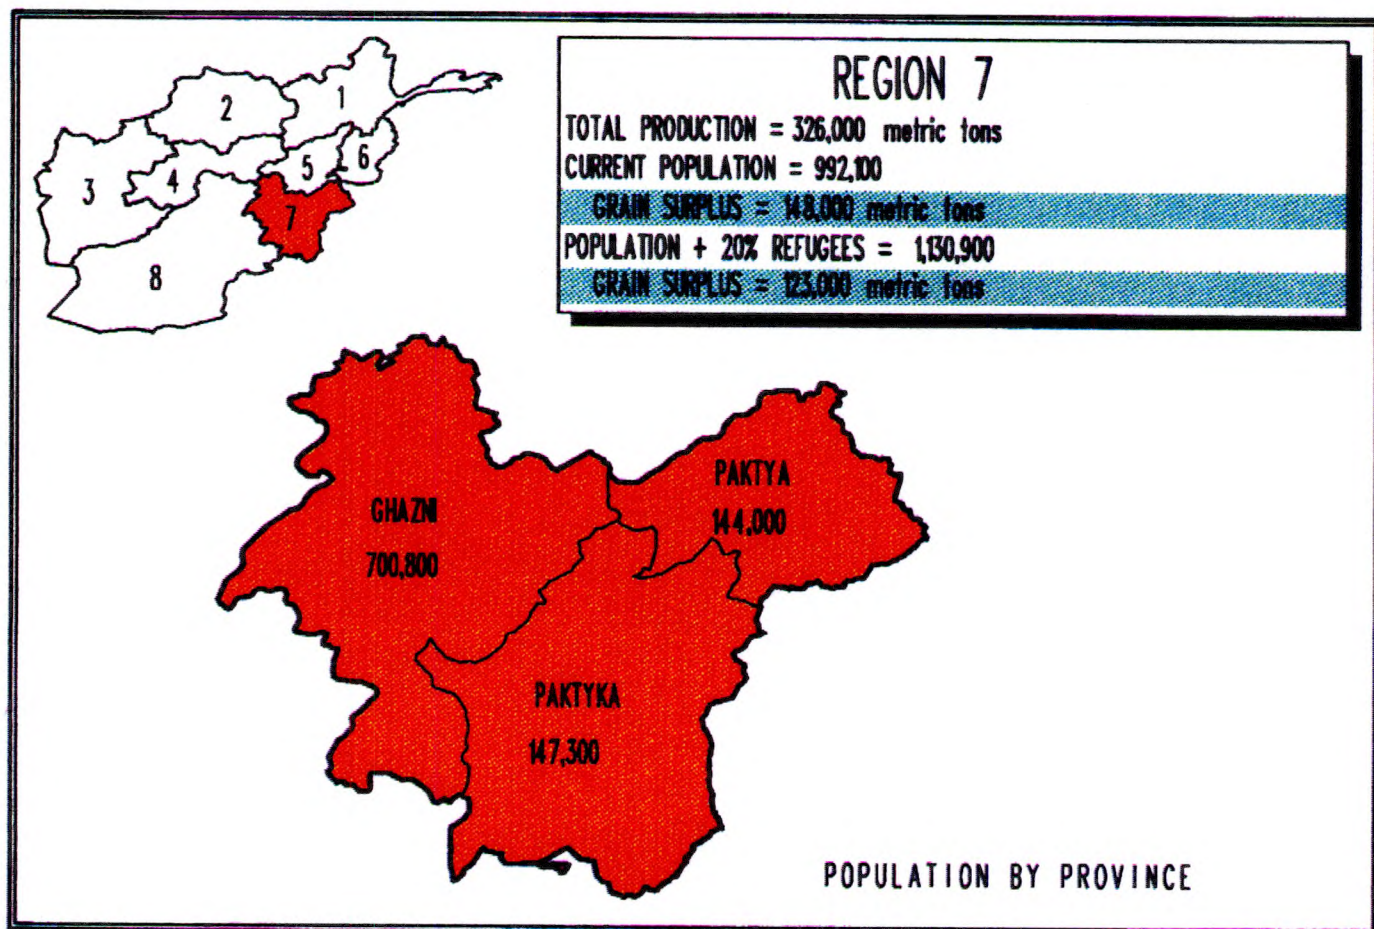 REGION 7
TOTAL PRODUCTION = 326,000 metric tons
CURRENT POPULATION = 992,100
GRAIN SURPLUS = 148,000 metric tons
POPULATION + 20% REFUGEES = 1,130,900
GRAIN SURPLUS = 123,000 metric tons
1
2
3
4
5
6
7
8
GHAZNI
700,800
PAKTYA
144,000
PAKTYKA
147,300
POPULATION BY PROVINCE